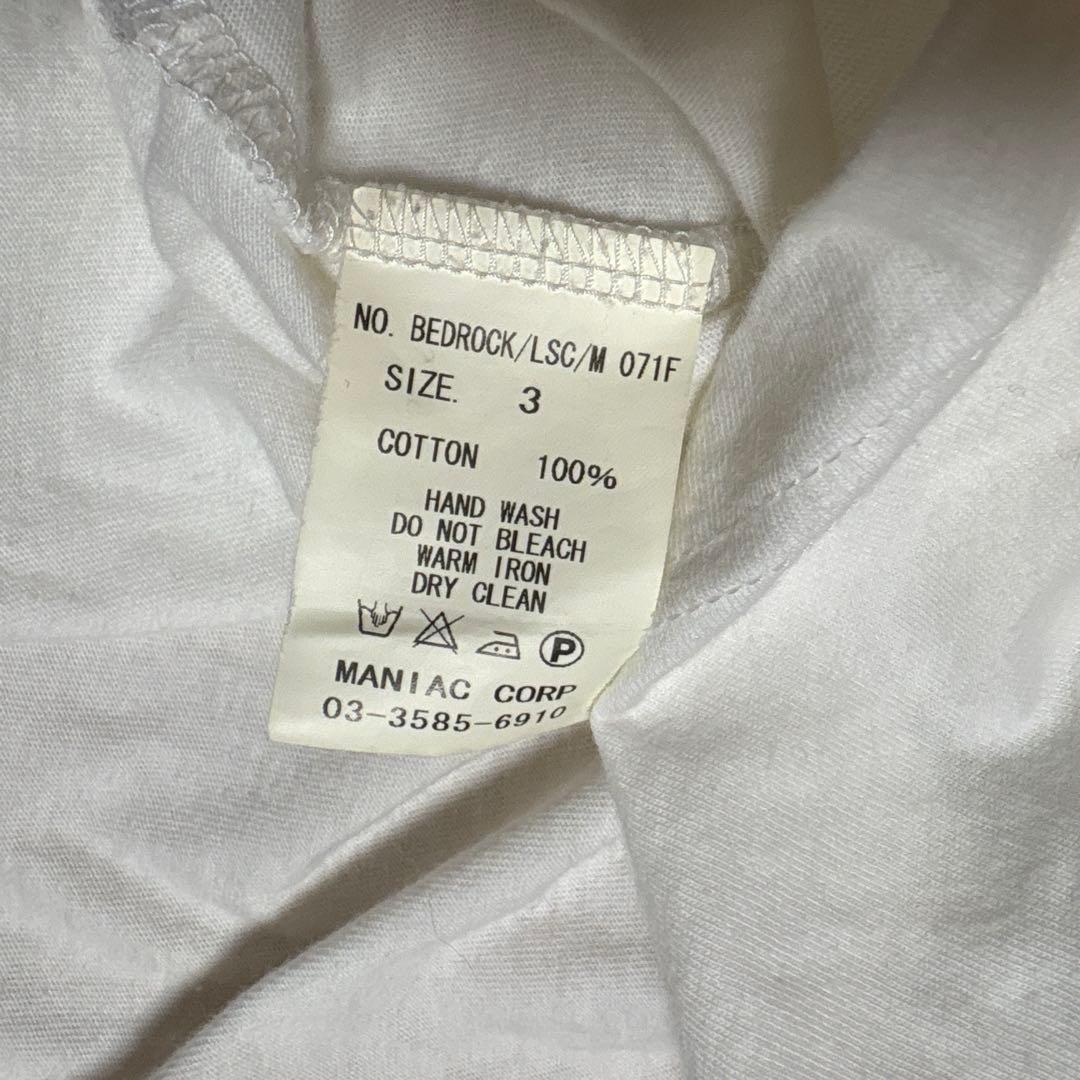 NO. BEDROCK/LSC/M 071F
SIZE. 3
COTTON 100%
HAND WASH
DO NOT BLEACH
WARM IRON
DRY CLEAN
P
MANIAC CORP
03-3585-6910